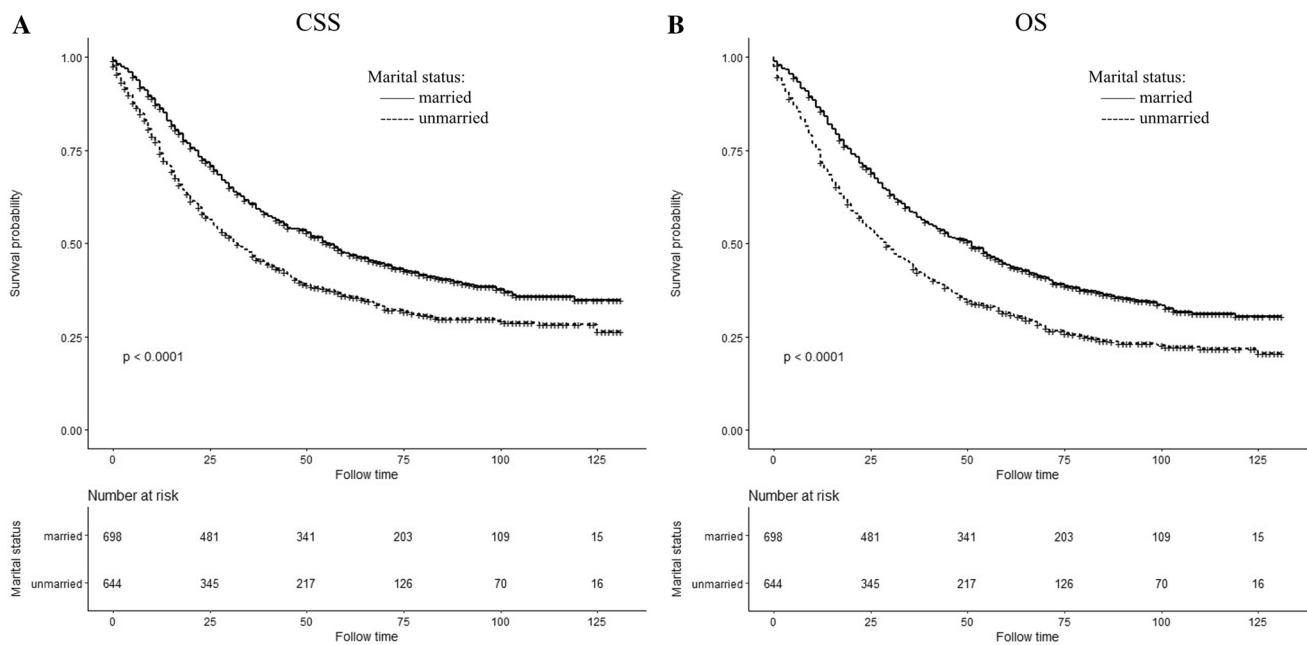 A
CSS
Marital status:
married
unmarried
1.00
0.75
0.50
0.25
0.00
Survival probability
p < 0.0001
0 25 50 75 100 125
Follow time
Number at risk
Marital status
married 698 481 341 203 109 15
unmarried 644 345 217 126 70 16
0 25 50 75 100 125
Follow time
B
OS
Marital status:
married
unmarried
1.00
0.75
0.50
0.25
0.00
Survival probability
p < 0.0001
0 25 50 75 100 125
Follow time
Number at risk
Marital status
married 698 481 341 203 109 15
unmarried 644 345 217 126 70 16
0 25 50 75 100 125
Follow time